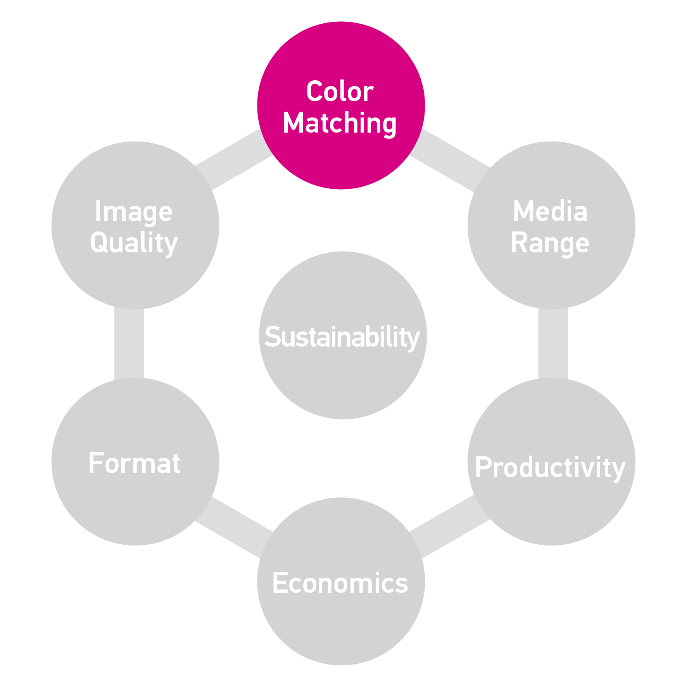 Color
Matching
Image
Quality
Media
Range
Sustainability
Format
Productivity
Economics